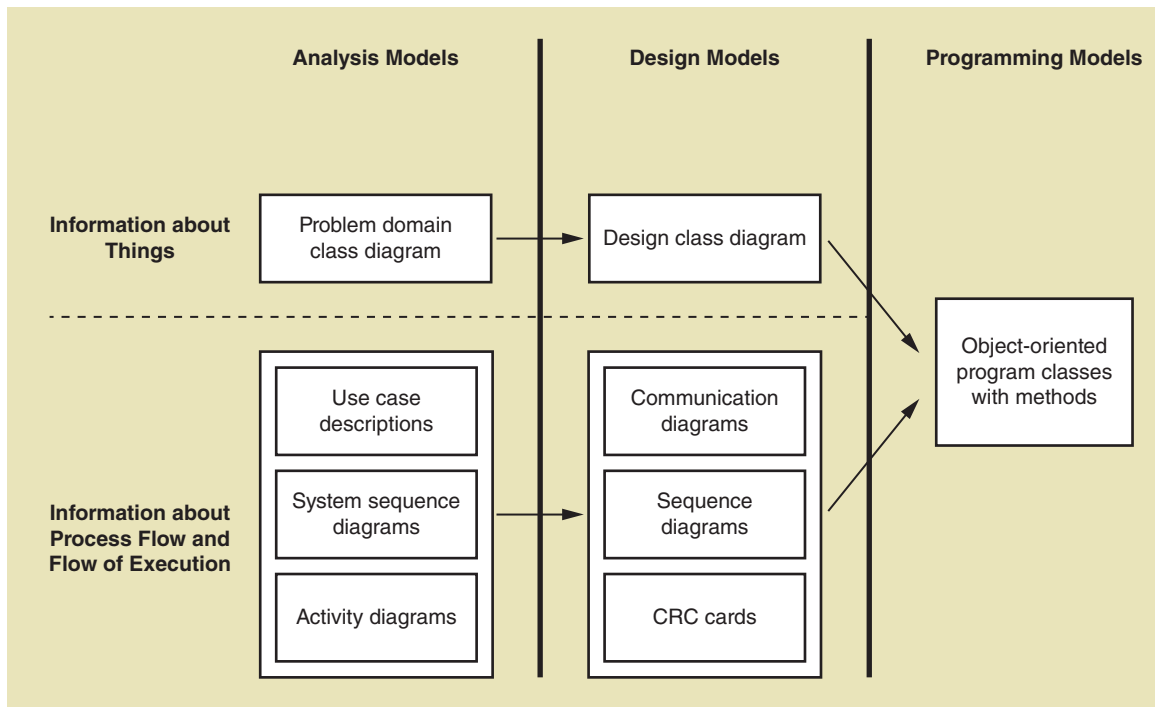 Analysis Models
Design Models
Programming Models
Information about
Things
Problem domain
class diagram
Design class diagram
Object-oriented
program classes
with methods
Information about
Process Flow and
Flow of Execution
Use case
descriptions
System sequence
diagrams
Activity diagrams
Communication
diagrams
Sequence
diagrams
CRC cards